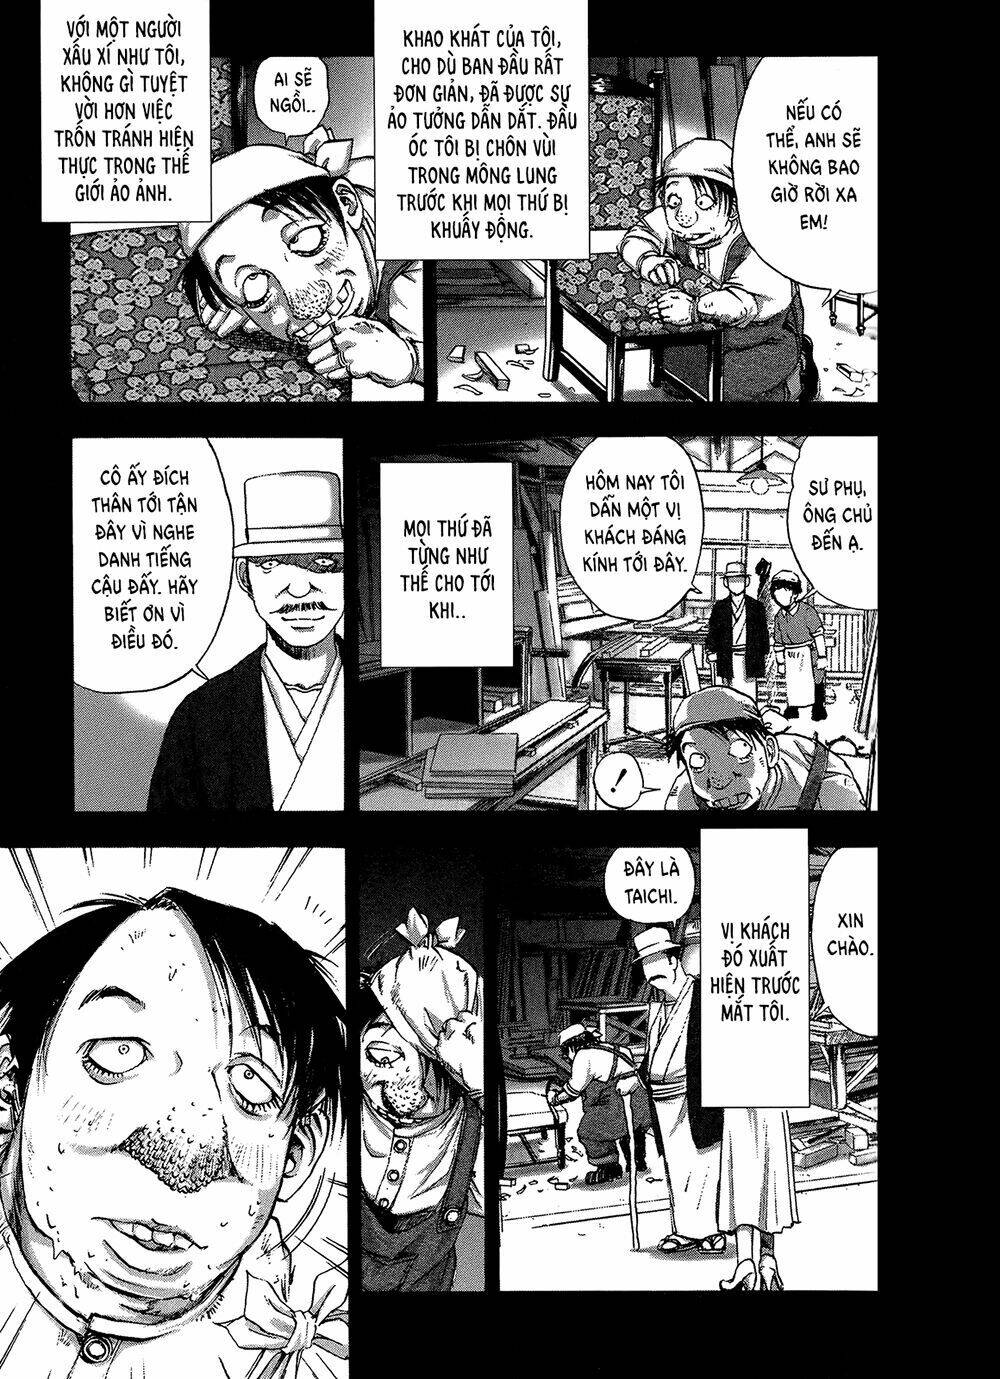 NẾU CÓ
THỂ, ANH SẼ
KHÔNG BAO
GIỜ RỜI XA
EM!
KHAO KHÁT CỦA TÔI,
CHO DÙ BAN ĐẦU RẤT
ĐƠN GIẢN, ĐÃ ĐƯỢC SỰ
ẢO TƯỞNG DẪN DẮT. ĐẦU
ÓC TÔI BỊ CHÔN VÙI
TRONG MÔNG LUNG
TRƯỚC KHI MỌI THỨ BỊ
KHUẤY ĐỘNG.
AI SẼ
NGỒI..
VỚI MỘT NGƯỜI
XẤU XÍ NHƯ TÔI,
KHÔNG GÌ TUYỆT
VỜI HƠN VIỆC
TRỐN TRÁNH HIỆN
THỰC TRONG THẾ
GIỚI ẢO ẢNH.
SƯ PHỤ,
ÔNG CHỦ
ĐẾN Ạ.
HÔM NAY TÔI
DẪN MỘT VỊ
KHÁCH ĐÁNG
KÍNH TỚI ĐÂY.
!
MỌI THỨ ĐÃ
TỪNG NHƯ
THẾ CHO TỚI
KHI..
CÔ ẤY ĐÍCH
THÂN TỚI TẬN
ĐÂY VÌ NGHE
DANH TIẾNG
CẬU ĐẤY. HÃY
BIẾT ƠN VÌ
ĐIỀU ĐÓ.
XIN
CHÀO.
VỊ KHÁCH
ĐÓ XUẤT
HIỆN TRƯỚC
MẮT TÔI.
ĐÂY LÀ
TAICHI.